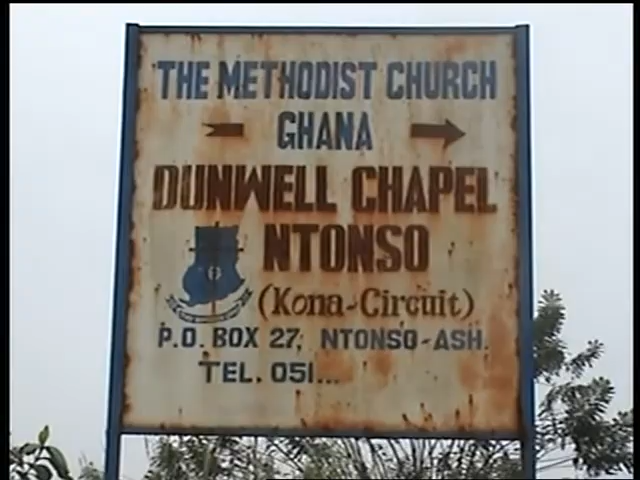 THE METHODIST CHURCH
GHANA
DUNWELL CHAPEL
NTONSO
(Kona-Circuit)
P.O. BOX 27, NTONSO-ASH.
TEL. 051...